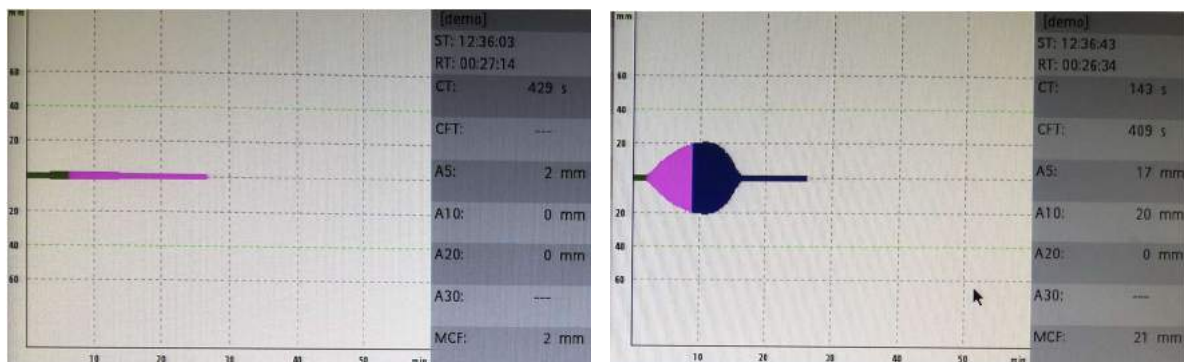 mm
60
40
20
20
40
60
10 20 30 40 50 min
[demo]
ST: 12:36:03
RT: 00:27:14
CT: 429 s
CFT: ---
A5: 2 mm
A10: 0 mm
A20: 0 mm
A30: ---
MCF: 2 mm
mm
60
40
20
20
40
60
10 20 30 40 50 min
[demo]
ST: 12:36:43
RT: 00:26:34
CT: 143 s
CFT: 409 s
A5: 17 mm
A10: 20 mm
A20: 0 mm
A30: ---
MCF: 21 mm